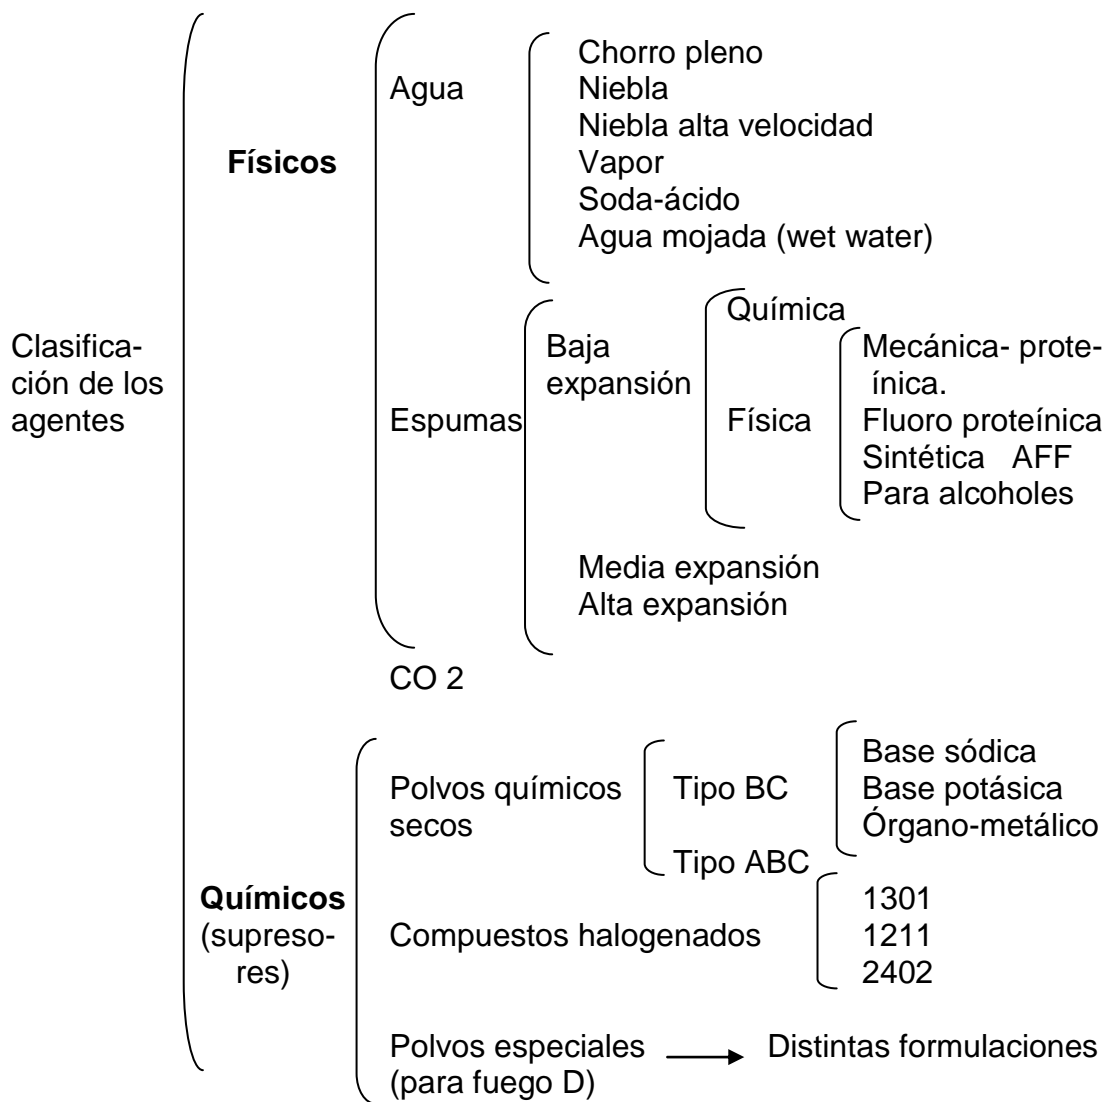 Clasifica-
ción de los
agentes
Físicos
Agua
Chorro pleno
Niebla
Niebla alta velocidad
Vapor
Soda-ácido
Agua mojada (wet water)
Espumas
Baja
expansión
Química
Física
Mecánica- prote-
ínica.
Fluoro proteínica
Sintética   AFF
Para alcoholes
Media expansión
Alta expansión
CO 2
Químicos
(supreso-
res)
Polvos químicos
secos
Tipo BC
Base sódica
Base potásica
Órgano-metálico
Tipo ABC
Compuestos halogenados
1301
1211
2402
Polvos especiales
(para fuego D)
Distintas formulaciones